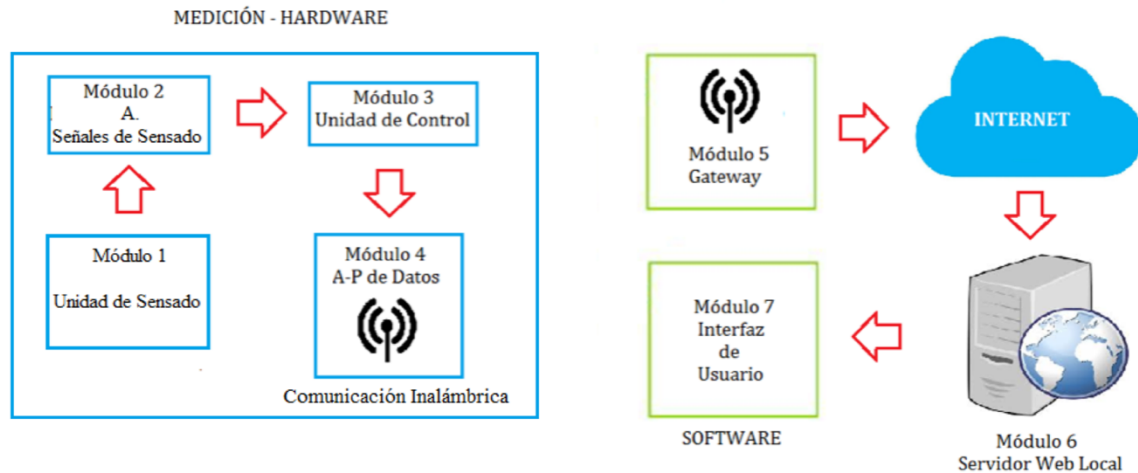 MEDICIÓN - HARDWARE
Módulo 2
A.
Señales de Sensado
Módulo 3
Unidad de Control
Módulo 1
Unidad de Sensado
Módulo 4
A-P de Datos
Comunicación Inalámbrica
Módulo 5
Gateway
INTERNET
Módulo 7
Interfaz
de
Usuario
SOFTWARE
Módulo 6
Servidor Web Local